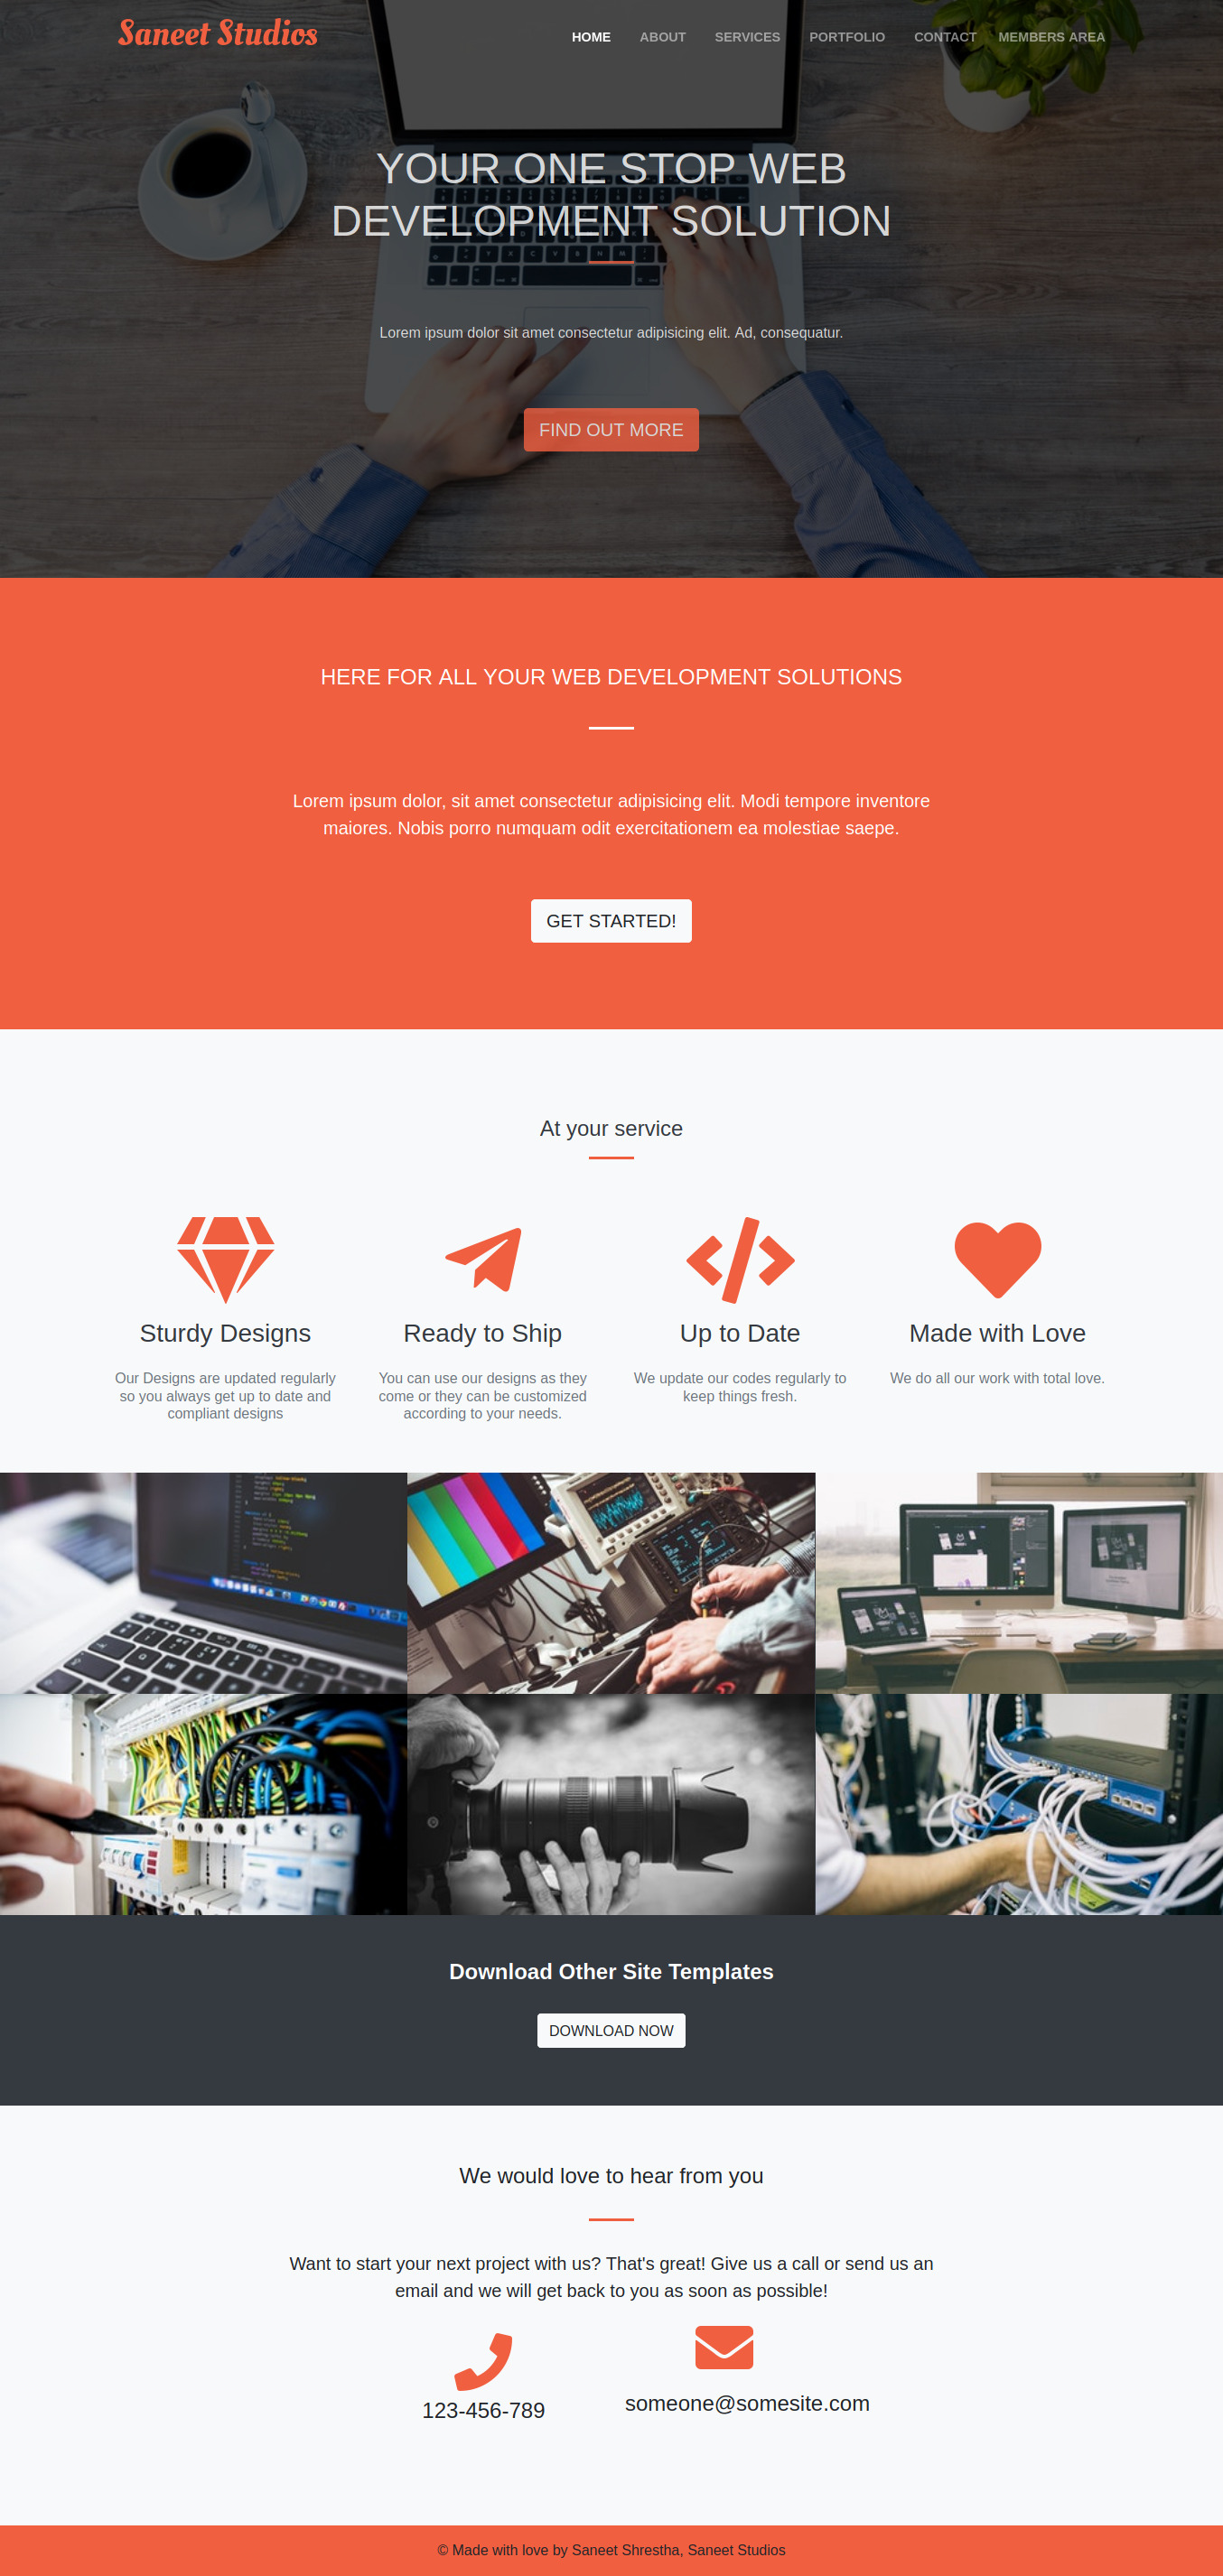 Saneet Studios
HOME ABOUT SERVICES PORTFOLIO CONTACT MEMBERS AREA
YOUR ONE STOP WEB
DEVELOPMENT SOLUTION
Lorem ipsum dolor sit amet consectetur adipisicing elit. Ad, consequatur.
FIND OUT MORE
HERE FOR ALL YOUR WEB DEVELOPMENT SOLUTIONS
Lorem ipsum dolor, sit amet consectetur adipisicing elit. Modi tempore inventore
maiores. Nobis porro numquam odit exercitationem ea molestiae saepe.
GET STARTED!
At your service
Sturdy Designs
Our Designs are updated regularly
so you always get up to date and
compliant designs
Ready to Ship
You can use our designs as they
come or they can be customized
according to your needs.
Up to Date
We update our codes regularly to
keep things fresh.
Made with Love
We do all our work with total love.
Download Other Site Templates
DOWNLOAD NOW
We would love to hear from you
Want to start your next project with us? That's great! Give us a call or send us an
email and we will get back to you as soon as possible!
123-456-789
someone@somesite.com
© Made with love by Saneet Shrestha, Saneet Studios